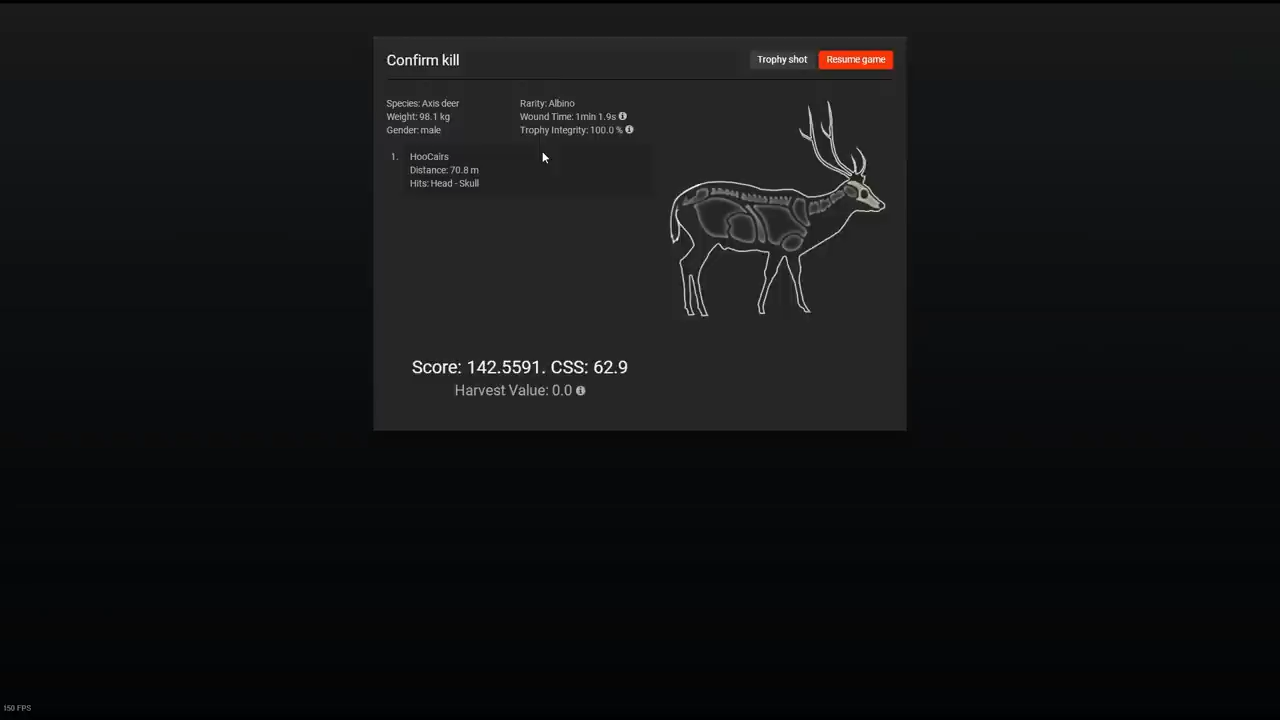 Confirm kill
Trophy shot
Resume game
Species: Axis deer
Weight: 98.1 kg
Gender: male
Rarity: Albino
Wound Time: 1min 1.9s
Trophy Integrity: 100.0 %
1. HooCairs
Distance: 70.8 m
Hits: Head - Skull
Score: 142.5591. CSS: 62.9
Harvest Value: 0.0
150 FPS